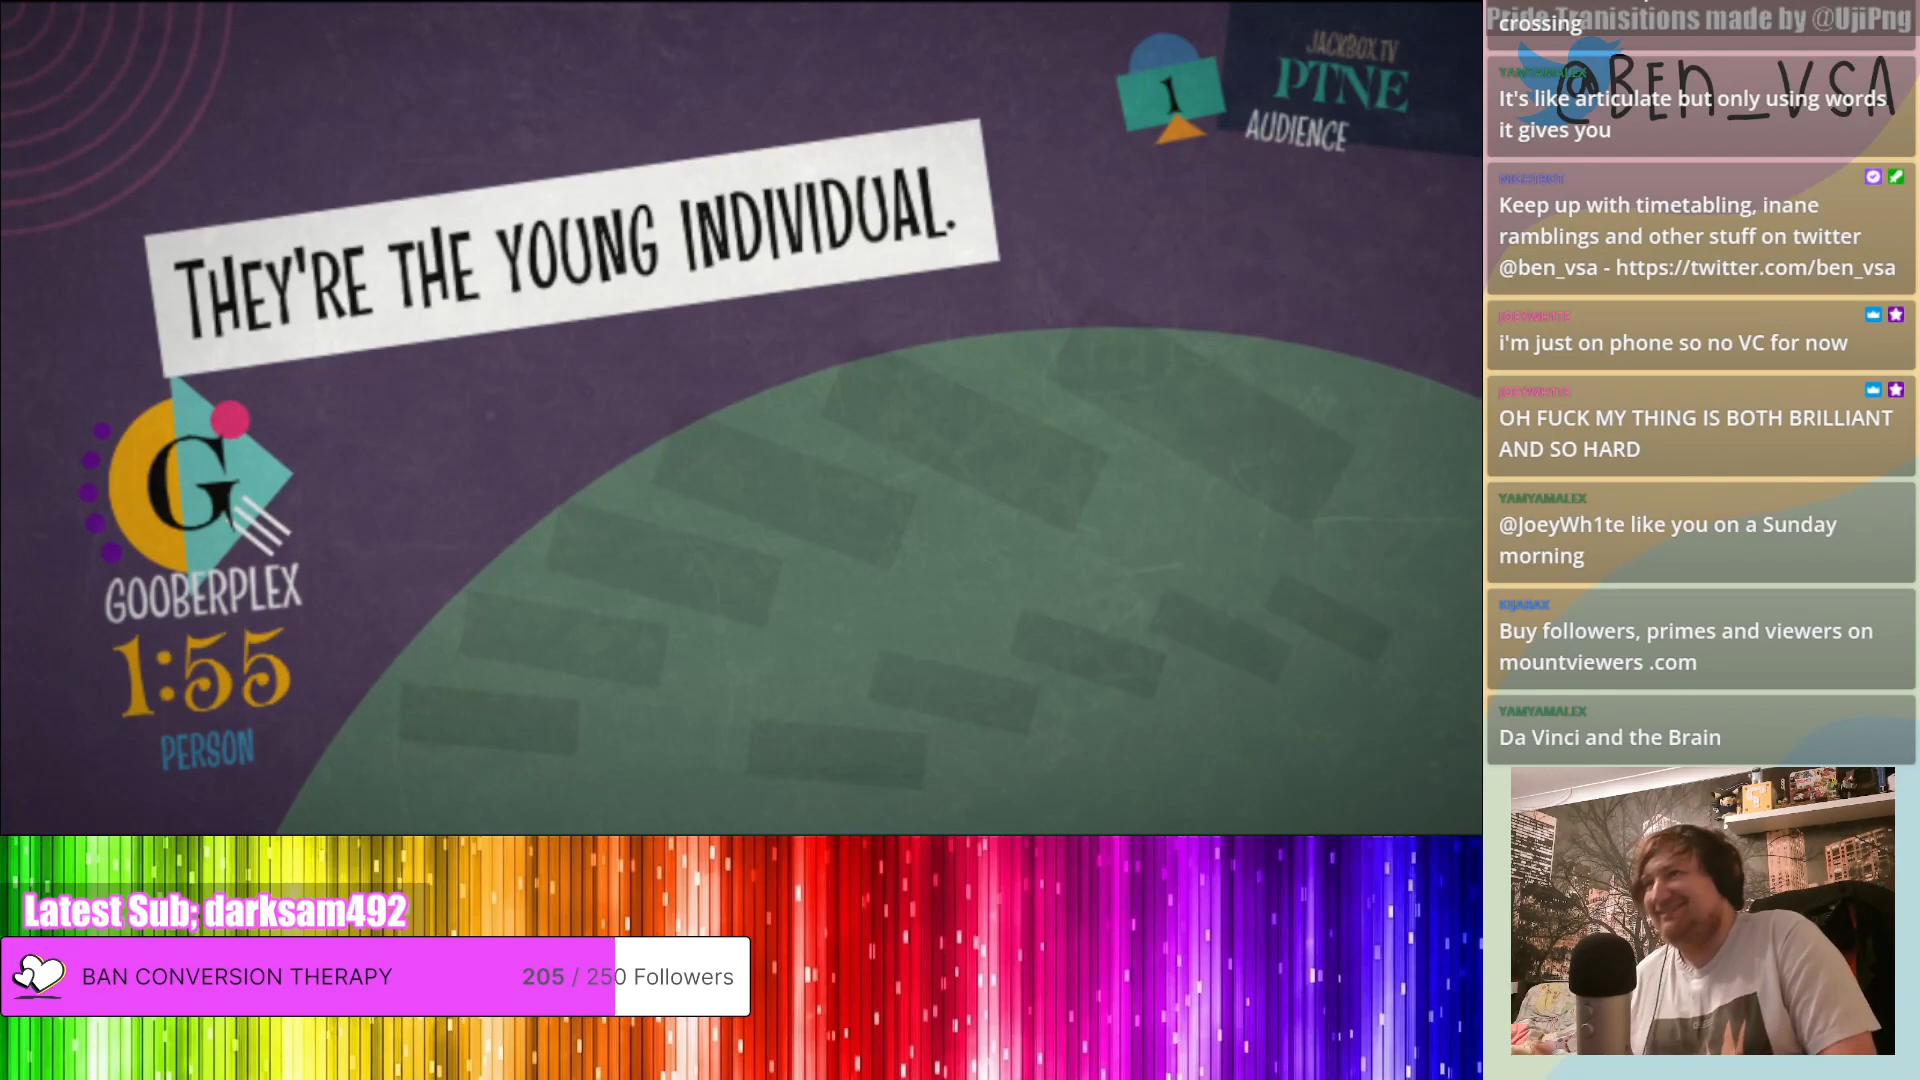 THEY'RE THE YOUNG INDIVIDUAL.
1
JACKBOX.TV
PTNE
AUDIENCE
G
GOOBERPLEX
1:55
PERSON
Latest Sub; darksam492
BAN CONVERSION THERAPY
205 / 250 Followers
Pride Tranisitions made by @UjiPng
crossing
@BEN_VSA
YAMYAMALEX
It's like articulate but only using words
it gives you
NIGHTBOT
Keep up with timetabling, inane
ramblings and other stuff on twitter
@ben_vsa - https://twitter.com/ben_vsa
JOEYWH1TE
i'm just on phone so no VC for now
JOEYWH1TE
OH FUCK MY THING IS BOTH BRILLIANT
AND SO HARD
YAMYAMALEX
@JoeyWh1te like you on a Sunday
morning
KIJARAX
Buy followers, primes and viewers on
mountviewers .com
YAMYAMALEX
Da Vinci and the Brain